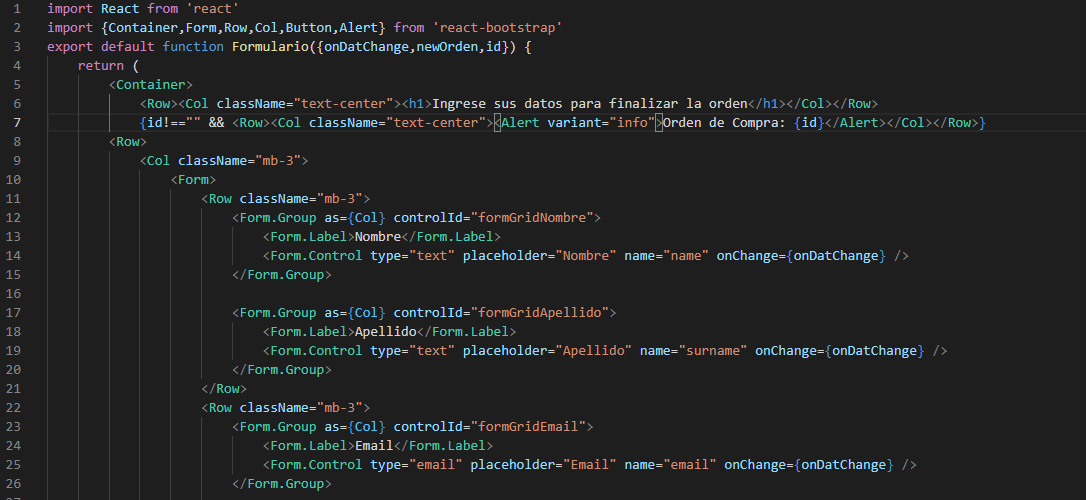 1 import React from 'react'
2 import {Container,Form,Row,Col,Button,Alert} from 'react-bootstrap'
3 export default function Formulario({onDatChange,newOrden,id}) {
4     return (
5         <Container>
6             <Row><Col className="text-center"><h1>Ingrese sus datos para finalizar la orden</h1></Col></Row>
7             {id!=="" && <Row><Col className="text-center"><Alert variant="info">Orden de Compra: {id}</Alert></Col></Row>}
8         <Row>
9             <Col className="mb-3">
10                 <Form>
11                     <Row className="mb-3">
12                         <Form.Group as={Col} controlId="formGridNombre">
13                             <Form.Label>Nombre</Form.Label>
14                             <Form.Control type="text" placeholder="Nombre" name="name" onChange={onDatChange} />
15                         </Form.Group>
16
17                         <Form.Group as={Col} controlId="formGridApellido">
18                             <Form.Label>Apellido</Form.Label>
19                             <Form.Control type="text" placeholder="Apellido" name="surname" onChange={onDatChange} />
20                         </Form.Group>
21                     </Row>
22                     <Row className="mb-3">
23                         <Form.Group as={Col} controlId="formGridEmail">
24                             <Form.Label>Email</Form.Label>
25                             <Form.Control type="email" placeholder="Email" name="email" onChange={onDatChange} />
26                         </Form.Group>